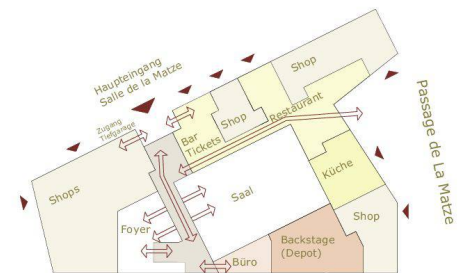 Haupteingang
Salle de la Matze
Zugang
Tiefgarage
Shop
Restaurant
Shop
Bar
Tickets
Passage de La Matze
Küche
Saal
Shops
Foyer
Shop
Backstage
(Depot)
Büro